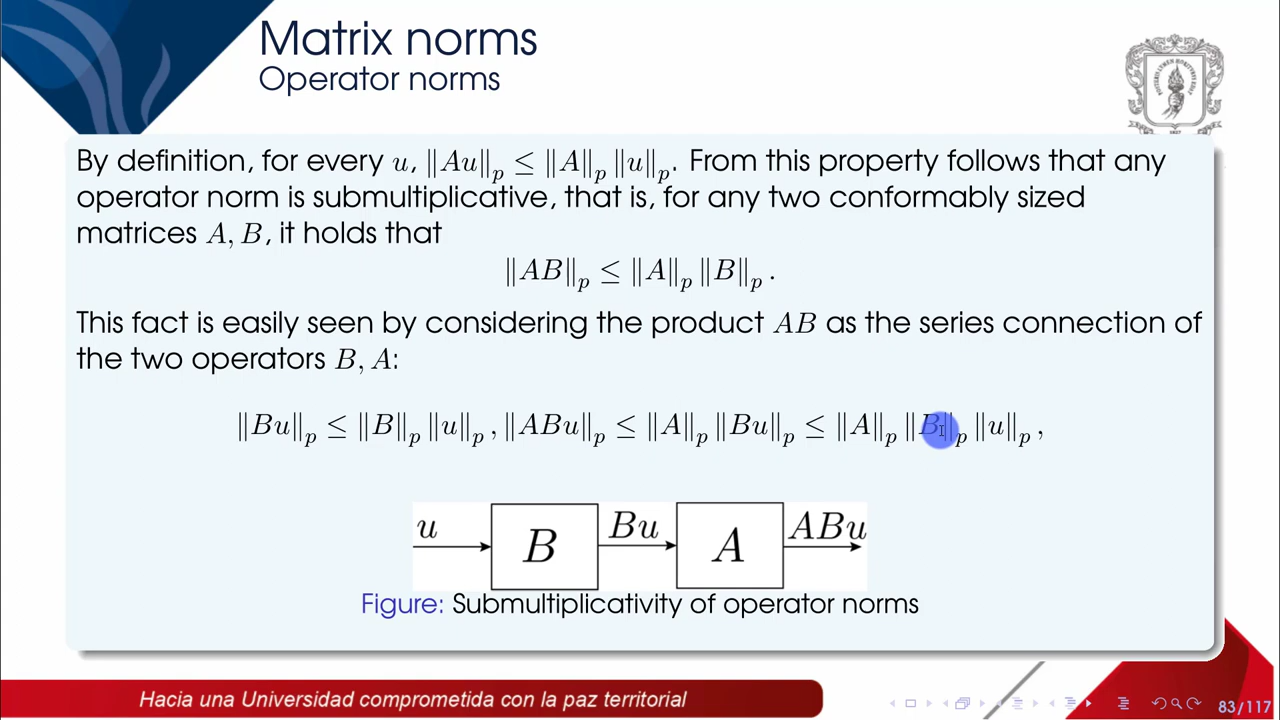 Matrix norms
Operator norms
By definition, for every u, ‖Au‖_p ≤ ‖A‖_p ‖u‖_p. From this property follows that any
operator norm is submultiplicative, that is, for any two conformably sized
matrices A, B, it holds that
‖AB‖_p ≤ ‖A‖_p ‖B‖_p .
This fact is easily seen by considering the product AB as the series connection of
the two operators B, A:
‖Bu‖_p ≤ ‖B‖_p ‖u‖_p , ‖ABu‖_p ≤ ‖A‖_p ‖Bu‖_p ≤ ‖A‖_p ‖B‖_p ‖u‖_p ,
u B Bu A ABu
Figure: Submultiplicativity of operator norms
Hacia una Universidad comprometida con la paz territorial
83/117